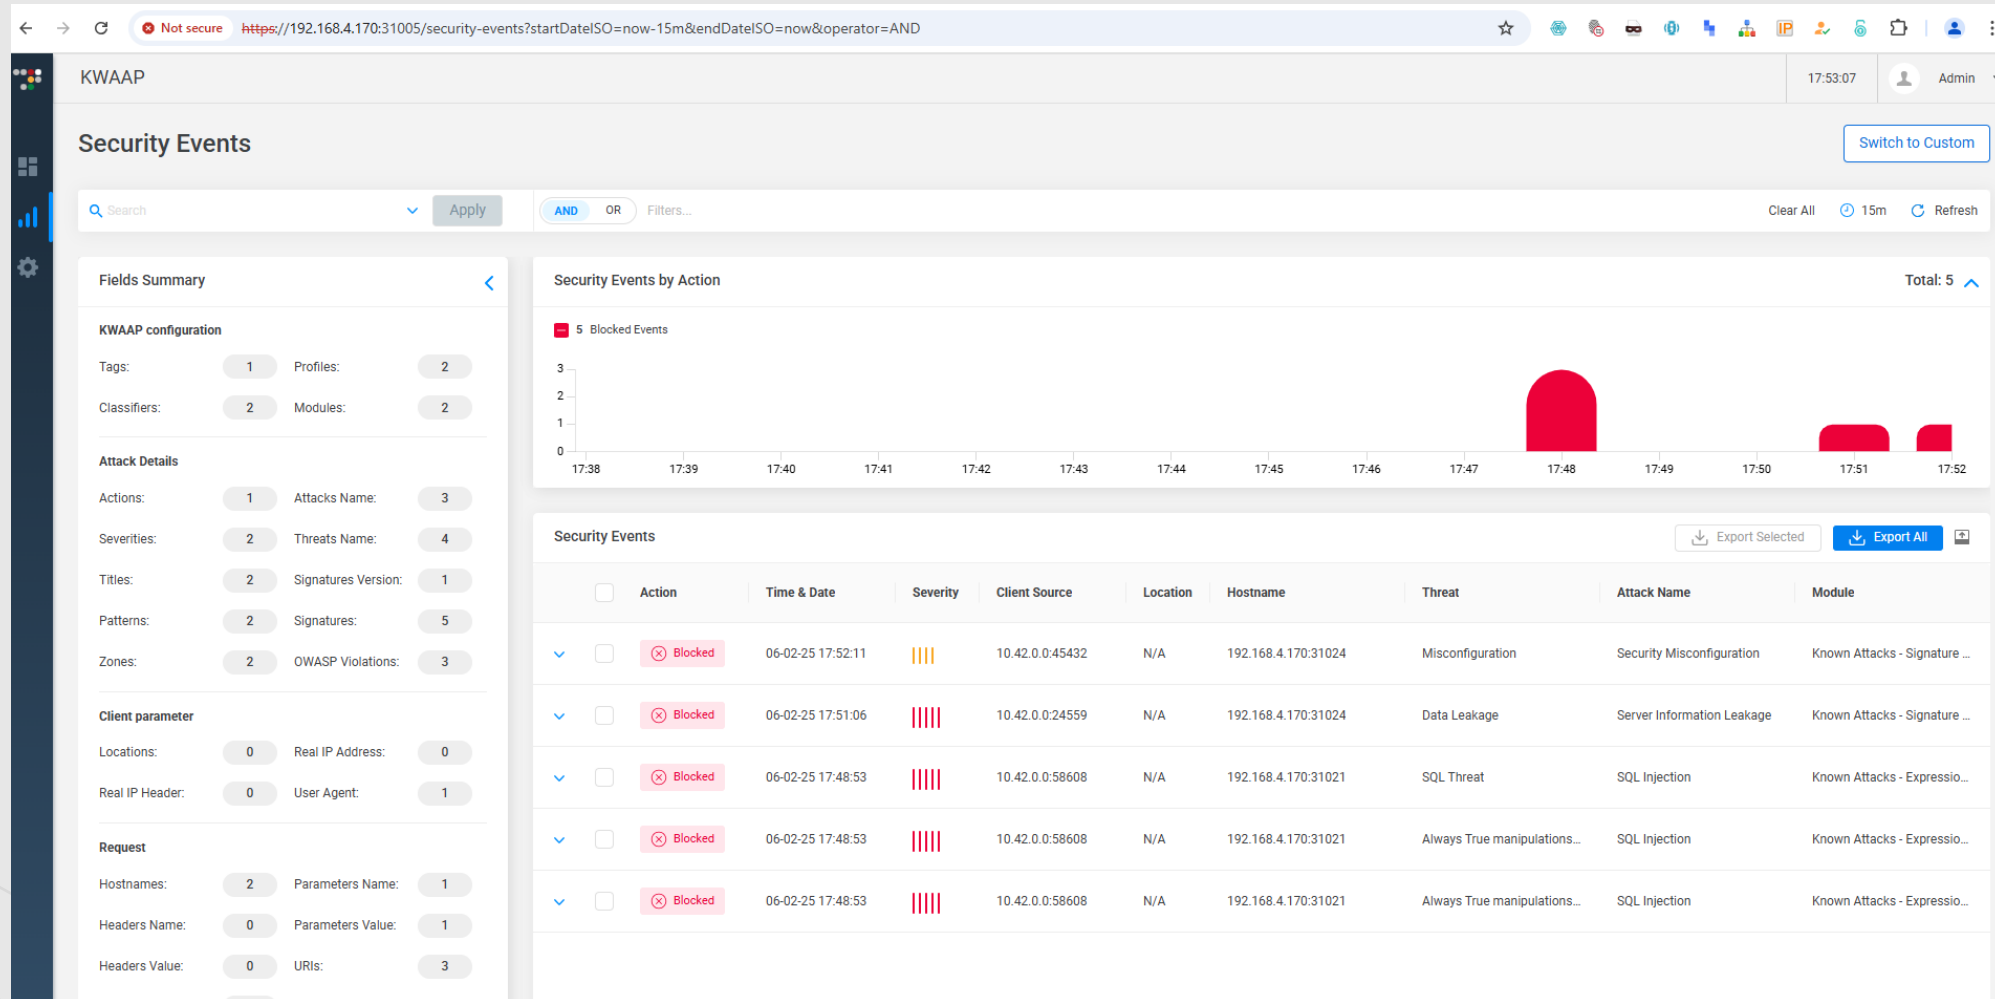 Not secure https://192.168.4.170:31005/security-events?startDateISO=now-15m&endDateISO=now&operator=AND
IP
KWAAP 17:53:07 Admin
Security Events Switch to Custom
Search Apply AND OR Filters... Clear All 15m Refresh
Fields Summary
KWAAP configuration
Tags: 1 Profiles: 2
Classifiers: 2 Modules: 2
Attack Details
Actions: 1 Attacks Name: 3
Severities: 2 Threats Name: 4
Titles: 2 Signatures Version: 1
Patterns: 2 Signatures: 5
Zones: 2 OWASP Violations: 3
Client parameter
Locations: 0 Real IP Address: 0
Real IP Header: 0 User Agent: 1
Request
Hostnames: 2 Parameters Name: 1
Headers Name: 0 Parameters Value: 1
Headers Value: 0 URIs: 3
Security Events by Action Total: 5
5 Blocked Events
3
2
1
0
17:38 17:39 17:40 17:41 17:42 17:43 17:44 17:45 17:46 17:47 17:48 17:49 17:50 17:51 17:52
Security Events Export Selected Export All
Action Time & Date Severity Client Source Location Hostname Threat Attack Name Module
Blocked 06-02-25 17:52:11 10.42.0.0:45432 N/A 192.168.4.170:31024 Misconfiguration Security Misconfiguration Known Attacks - Signature ...
Blocked 06-02-25 17:51:06 10.42.0.0:24559 N/A 192.168.4.170:31024 Data Leakage Server Information Leakage Known Attacks - Signature ...
Blocked 06-02-25 17:48:53 10.42.0.0:58608 N/A 192.168.4.170:31021 SQL Threat SQL Injection Known Attacks - Expressio...
Blocked 06-02-25 17:48:53 10.42.0.0:58608 N/A 192.168.4.170:31021 Always True manipulations... SQL Injection Known Attacks - Expressio...
Blocked 06-02-25 17:48:53 10.42.0.0:58608 N/A 192.168.4.170:31021 Always True manipulations... SQL Injection Known Attacks - Expressio...